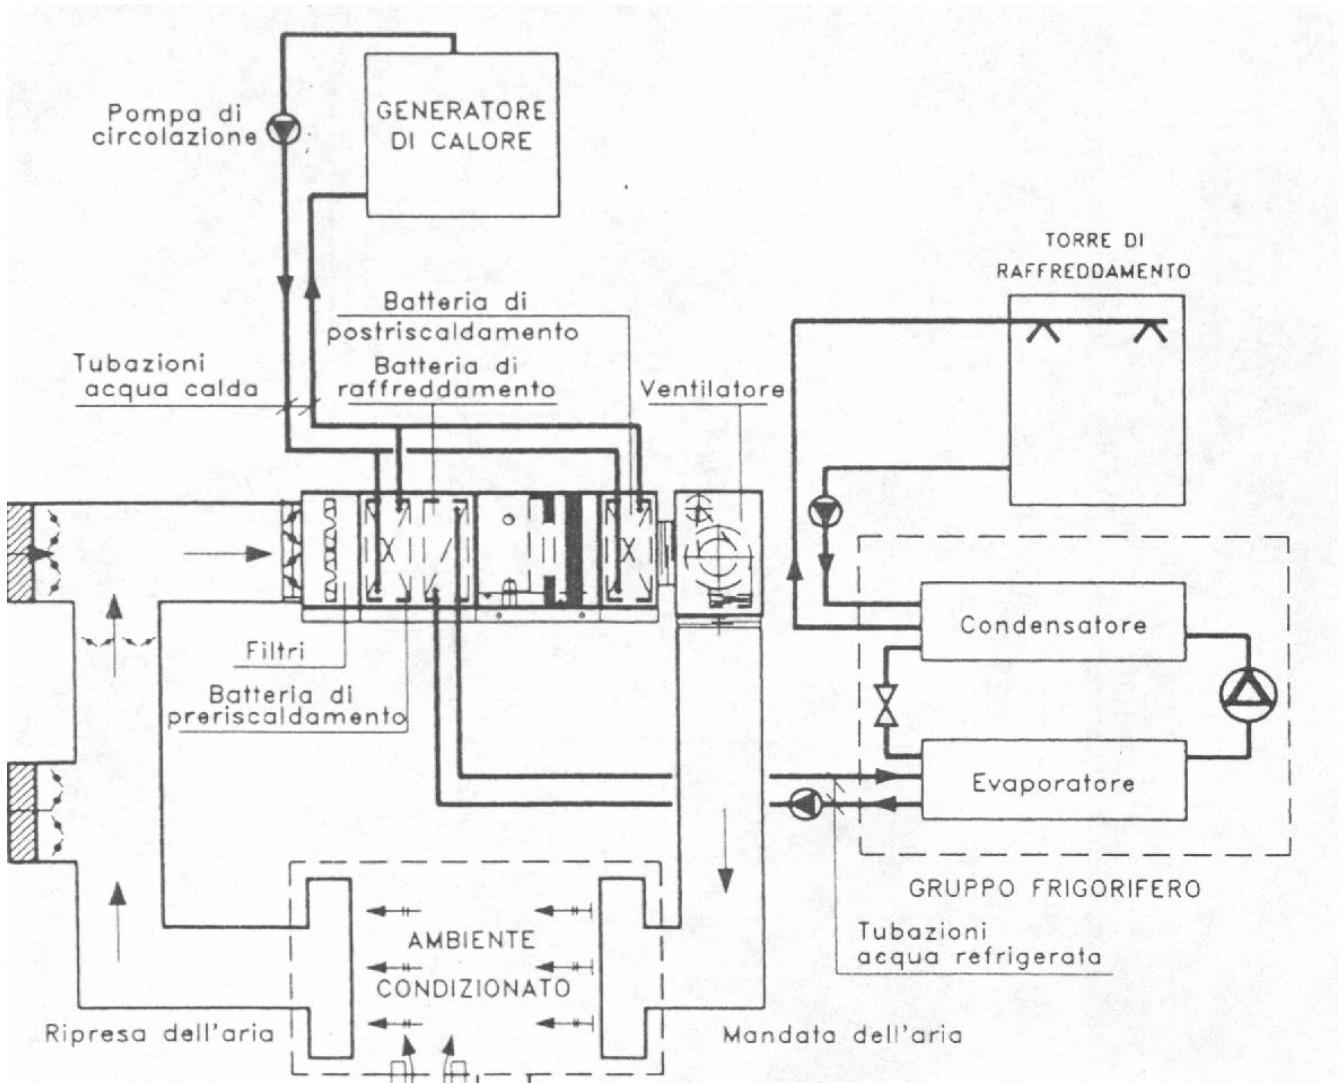 Pompa di
circolazione
GENERATORE
DI CALORE
TORRE DI
RAFFREDDAMENTO
Batteria di
postriscaldamento
Tubazioni
acqua calda
Batteria di
raffreddamento
Ventilatore
Filtri
Batteria di
preriscaldamento
Condensatore
Evaporatore
GRUPPO FRIGORIFERO
Tubazioni
acqua refrigerata
AMBIENTE
CONDIZIONATO
Ripresa dell'aria
Mandata dell'aria